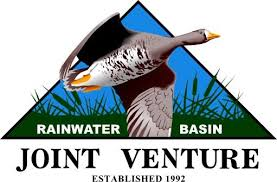 RAINWATER BASIN
JOINT VENTURE
ESTABLISHED 1992